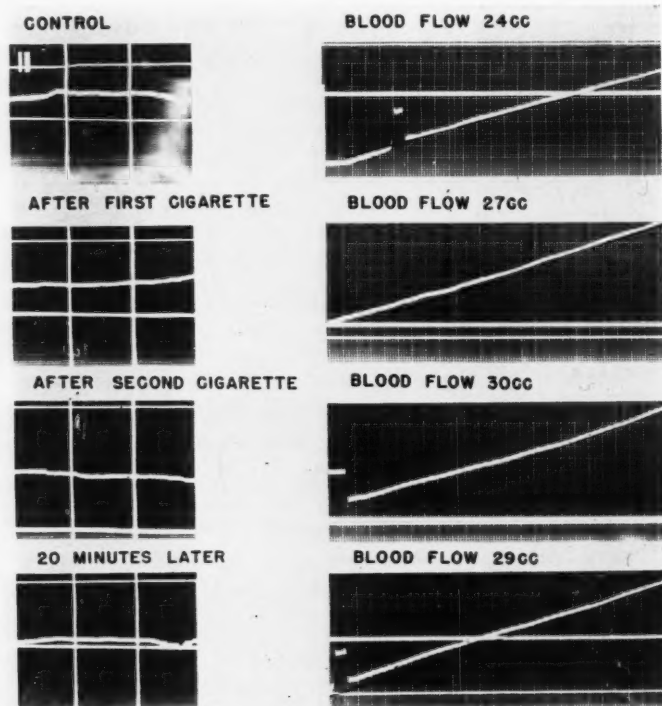 CONTROL
BLOOD FLOW 24CC
AFTER FIRST CIGARETTE
BLOOD FLOW 27CC
AFTER SECOND CIGARETTE
BLOOD FLOW 30CC
20 MINUTES LATER
BLOOD FLOW 29CC